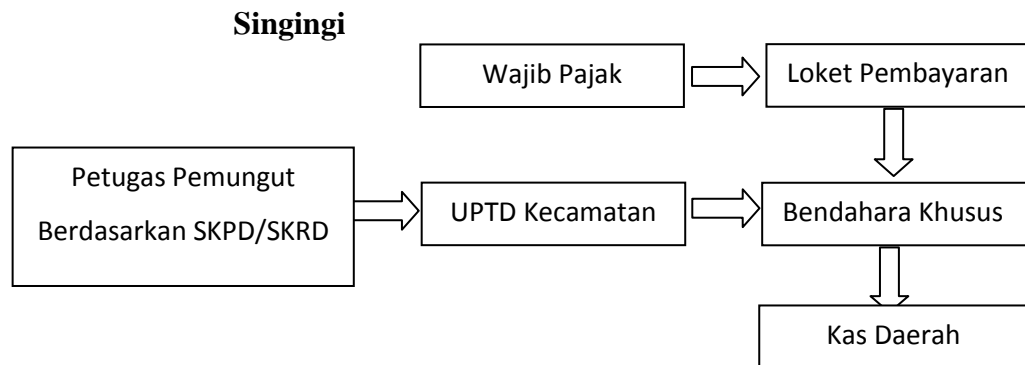 Singingi
Wajib Pajak
Loket Pembayaran
Petugas Pemungut
Berdasarkan SKPD/SKRD
UPTD Kecamatan
Bendahara Khusus
Kas Daerah